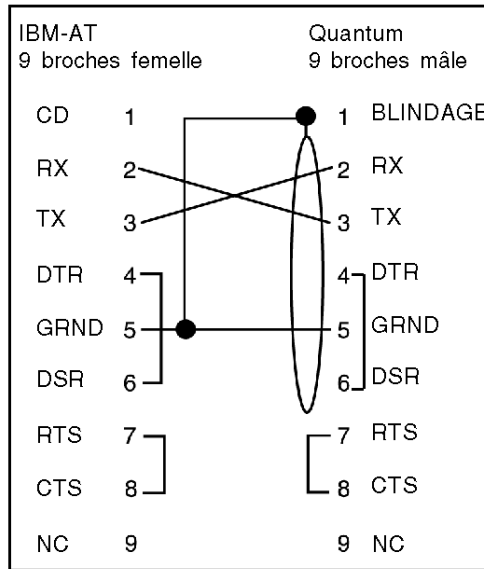 IBM-AT Quantum
9 broches femelle 9 broches mâle
CD 1 1 BLINDAGE
RX 2 2 RX
TX 3 3 TX
DTR 4 4 DTR
GRND 5 5 GRND
DSR 6 6 DSR
RTS 7 7 RTS
CTS 8 8 CTS
NC 9 9 NC